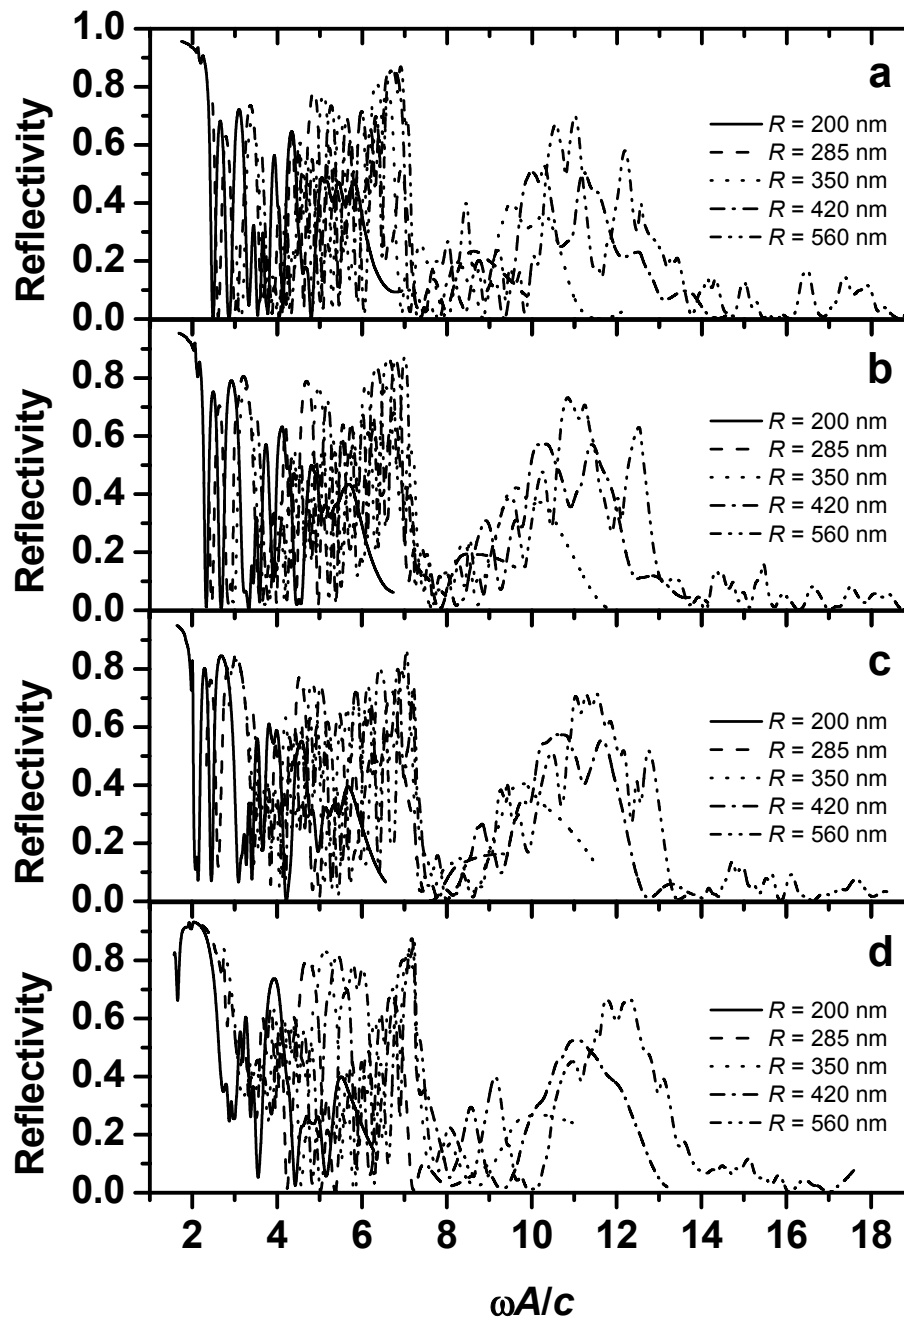 1.0
0.8
0.6
0.4
0.2
0.0
Reflectivity
a
R = 200 nm
R = 285 nm
R = 350 nm
R = 420 nm
R = 560 nm
0.8
0.6
0.4
0.2
0.0
Reflectivity
b
R = 200 nm
R = 285 nm
R = 350 nm
R = 420 nm
R = 560 nm
0.8
0.6
0.4
0.2
0.0
Reflectivity
c
R = 200 nm
R = 285 nm
R = 350 nm
R = 420 nm
R = 560 nm
0.8
0.6
0.4
0.2
0.0
Reflectivity
d
R = 200 nm
R = 285 nm
R = 350 nm
R = 420 nm
R = 560 nm
2 4 6 8 10 12 14 16 18
ωA/c